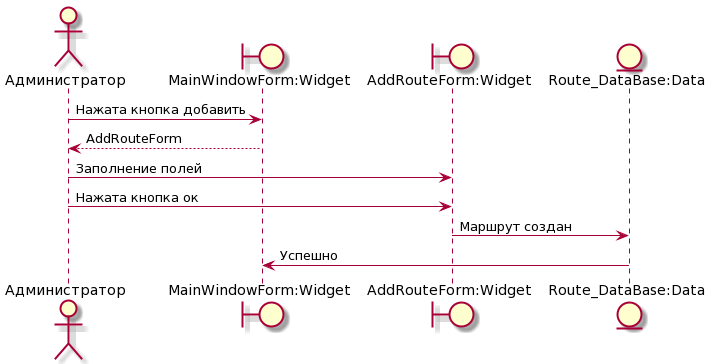 Администратор
MainWindowForm:Widget
AddRouteForm:Widget
Route_DataBase:Data
Нажата кнопка добавить
AddRouteForm
Заполнение полей
Нажата кнопка ок
Маршрут создан
Успешно
Администратор
MainWindowForm:Widget
AddRouteForm:Widget
Route_DataBase:Data